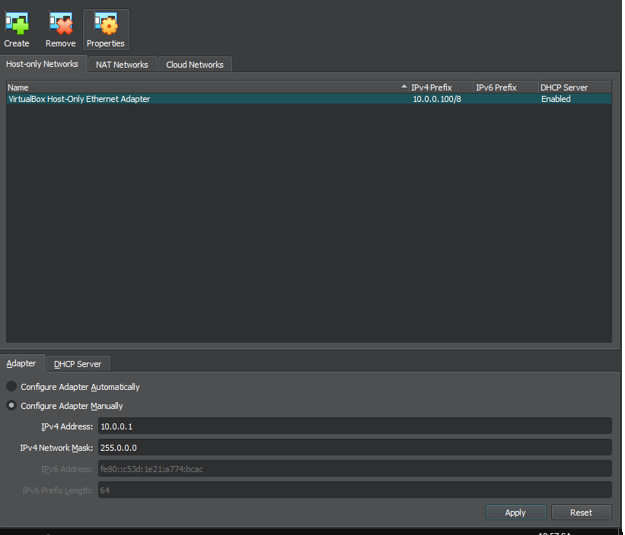 Create Remove Properties
Host-only Networks NAT Networks Cloud Networks
Name IPv4 Prefix IPv6 Prefix DHCP Server
VirtualBox Host-Only Ethernet Adapter 10.0.0.100/8 Enabled
Adapter DHCP Server
Configure Adapter Automatically
Configure Adapter Manually
IPv4 Address: 10.0.0.1
IPv4 Network Mask: 255.0.0.0
IPv6 Address: fe80::c53d:1e21:a774:bcac
IPv6 Prefix Length: 64
Apply Reset